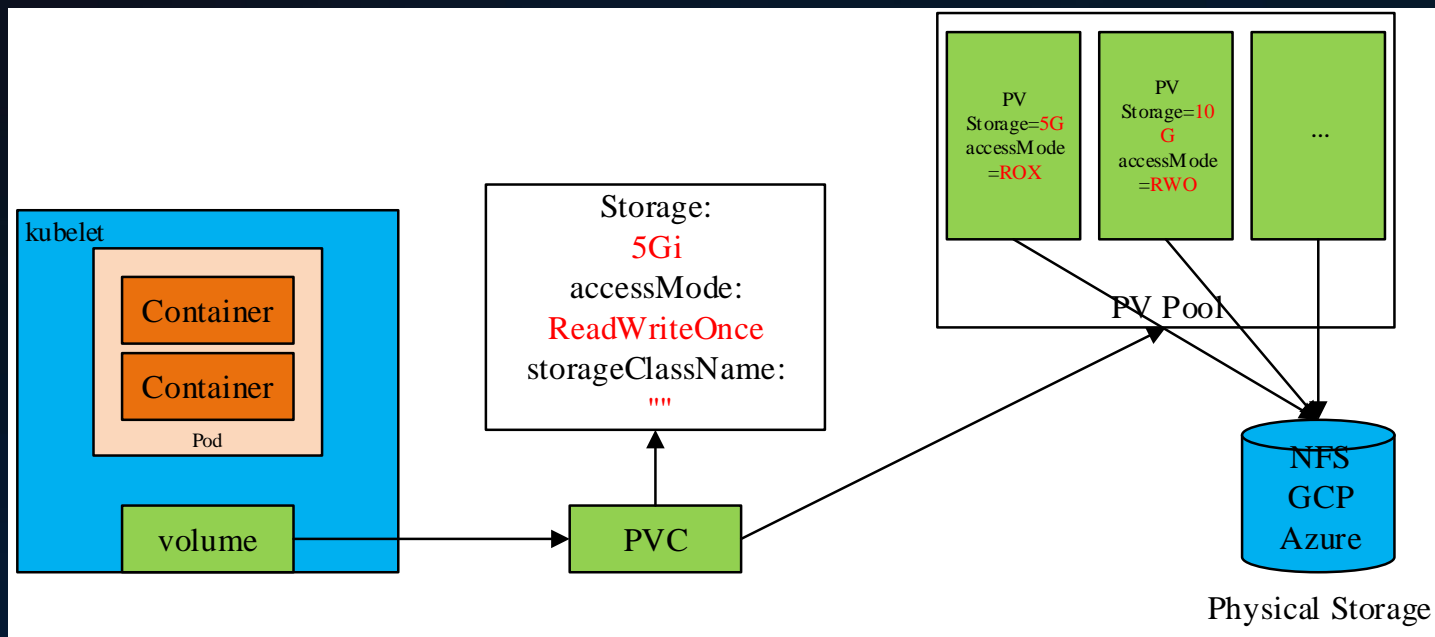 kubelet
Container
Container
Pod
volume
Storage:
5Gi
accessMode:
ReadWriteOnce
storageClassName:
""
PVC
PV
Storage=5G
accessMode
=ROX
PV
Storage=10
G
accessMode
=RWO
...
PV Pool
NFS
GCP
Azure
Physical Storage